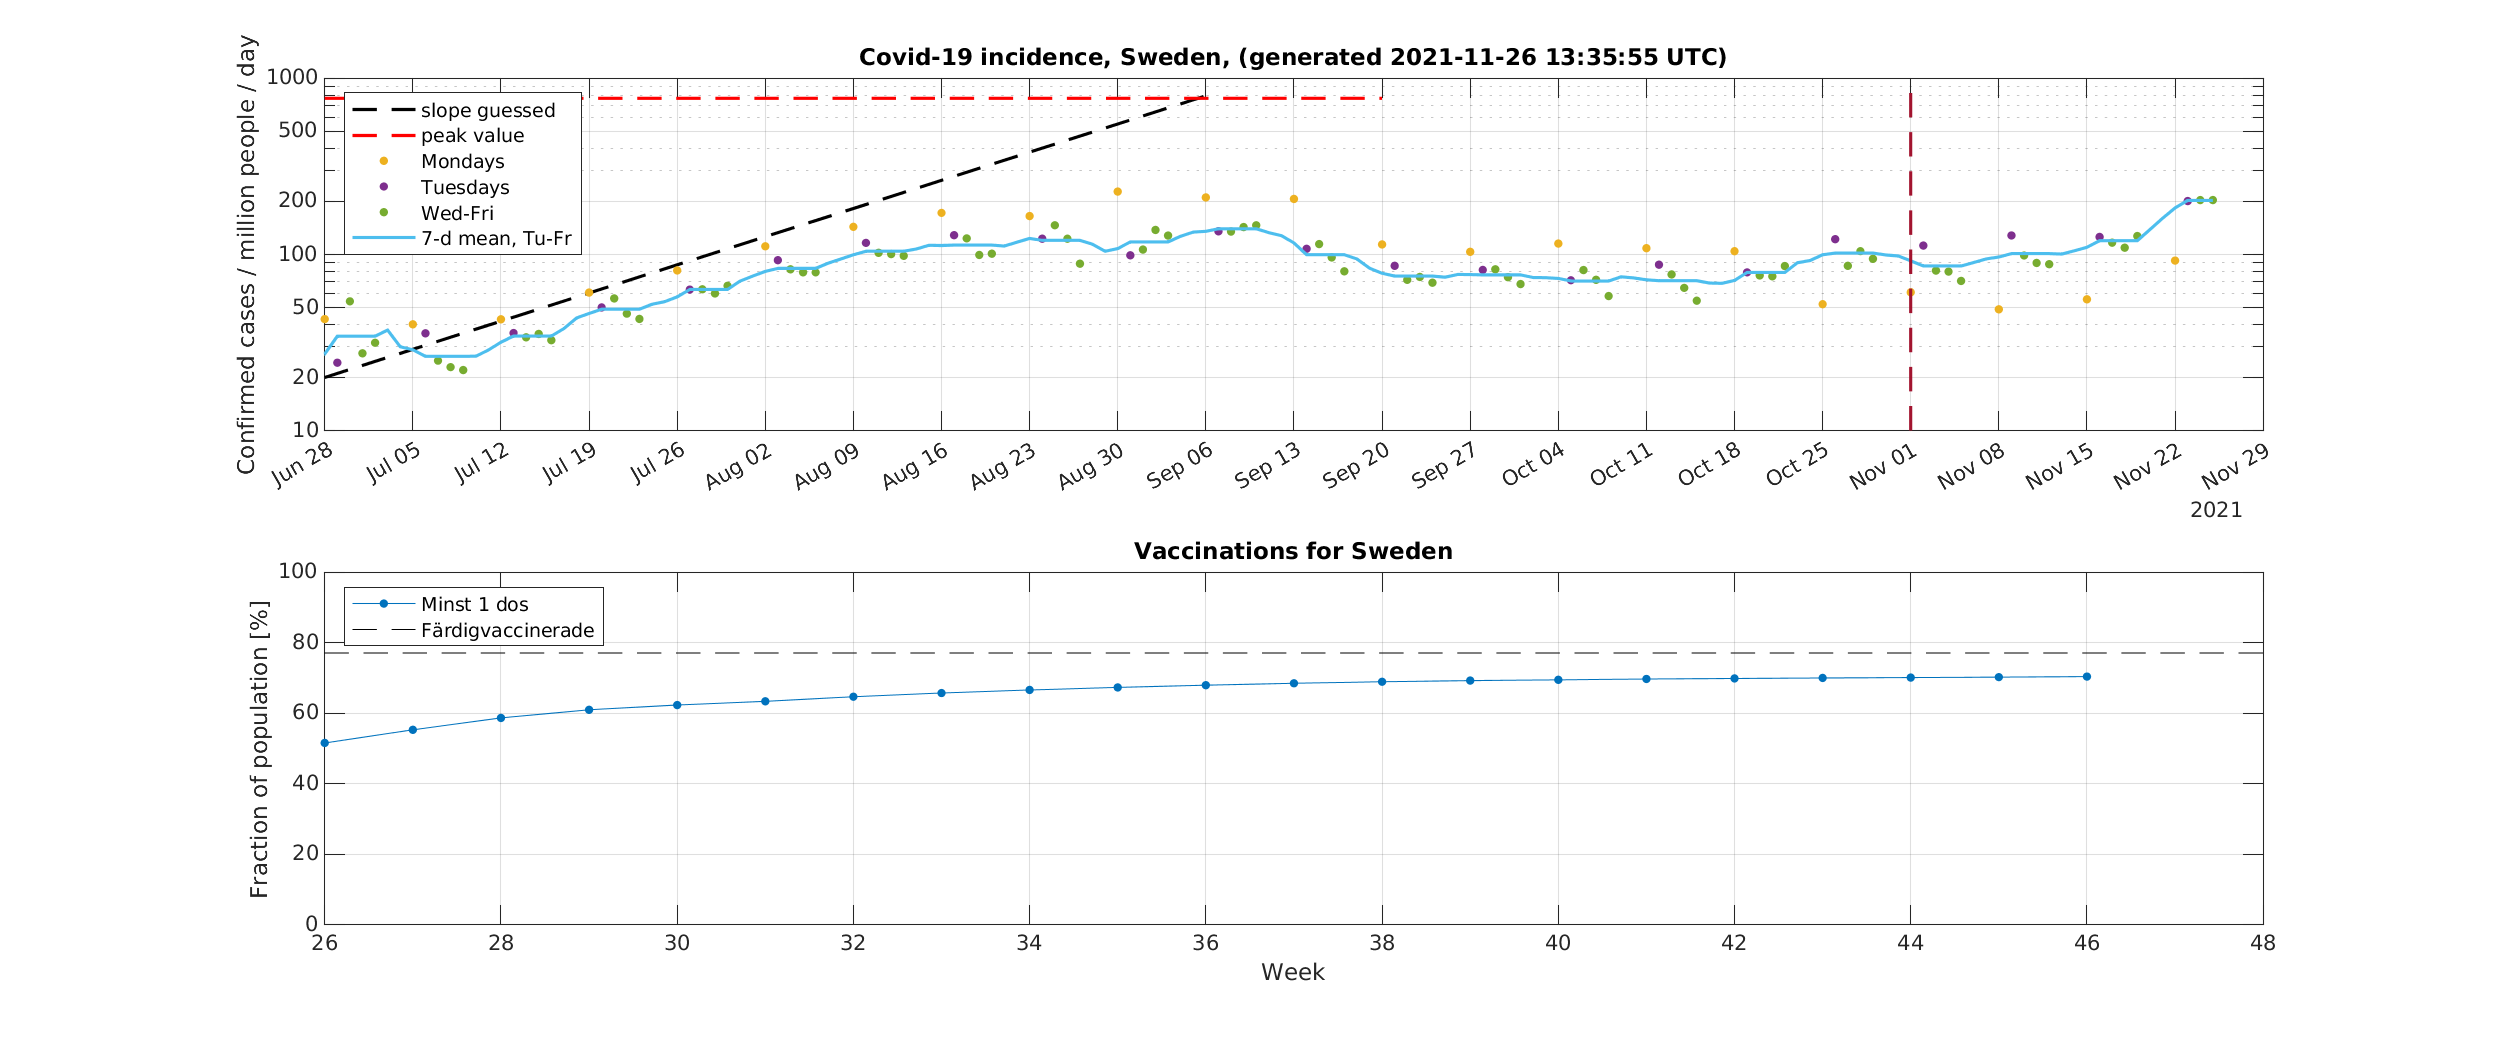 Covid-19 incidence, Sweden, (generated 2021-11-26 13:35:55 UTC)
Confirmed cases / million people / day
1000
500
200
100
50
20
10
slope guessed
peak value
Mondays
Tuesdays
Wed-Fri
7-d mean, Tu-Fr
Jun 28 Jul 05 Jul 12 Jul 19 Jul 26 Aug 02 Aug 09 Aug 16 Aug 23 Aug 30 Sep 06 Sep 13 Sep 20 Sep 27 Oct 04 Oct 11 Oct 18 Oct 25 Nov 01 Nov 08 Nov 15 Nov 22 Nov 29
2021
Vaccinations for Sweden
Fraction of population [%]
100
80
60
40
20
0
Minst 1 dos
Färdigvaccinerade
26 28 30 32 34 36 38 40 42 44 46 48
Week